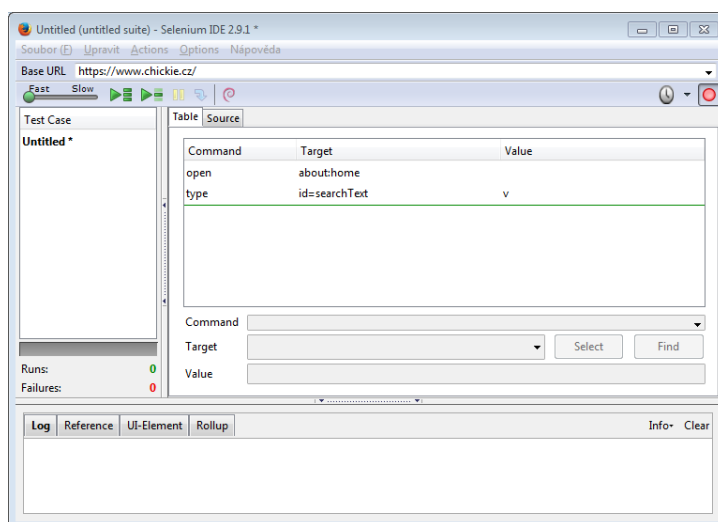 Untitled (untitled suite) - Selenium IDE 2.9.1 *
Soubor (F) Upravit Actions Options Nápověda
Base URL https://www.chickie.cz/
Fast Slow
Test Case
Untitled *
Table Source
Command Target Value
open about:home
type id=searchText v
Command
Target Select Find
Value
Runs: 0
Failures: 0
Log Reference UI-Element Rollup Info Clear